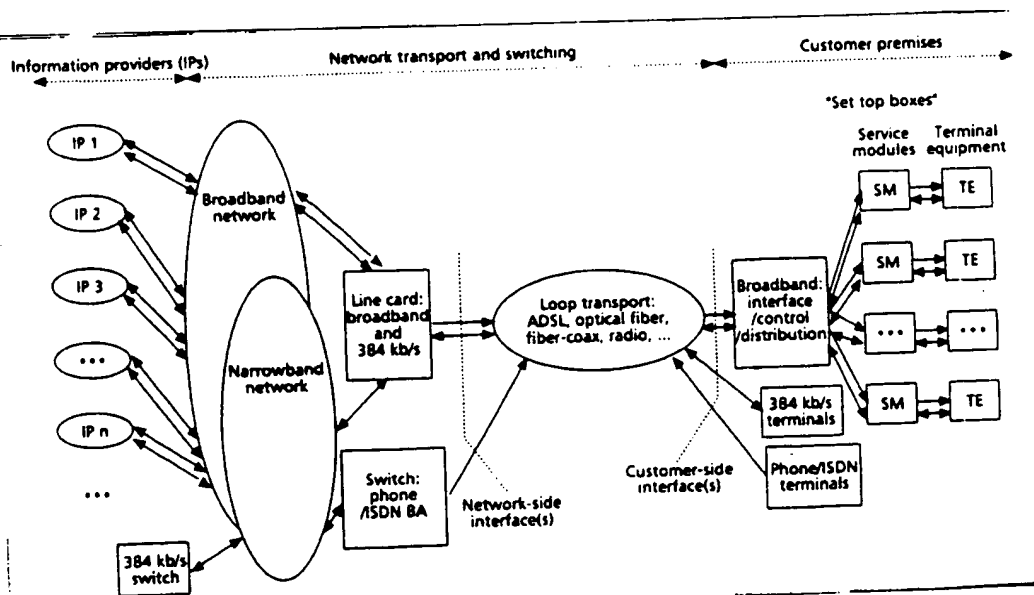 Information providers (IPs)
Network transport and switching
Customer premises
"Set top boxes"
Service
modules
Terminal
equipment
IP 1
IP 2
IP 3
...
IP n
...
Broadband
network
Narrowband
network
384 kb/s
switch
Line card:
broadband
and
384 kb/s
Switch:
phone
/ISDN BA
Network-side
interface(s)
Loop transport:
ADSL, optical fiber,
fiber-coax, radio, ...
Customer-side
interface(s)
Broadband:
interface
/control
/distribution
384 kb/s
terminals
Phone/ISDN
terminals
SM
TE
SM
TE
...
...
SM
TE